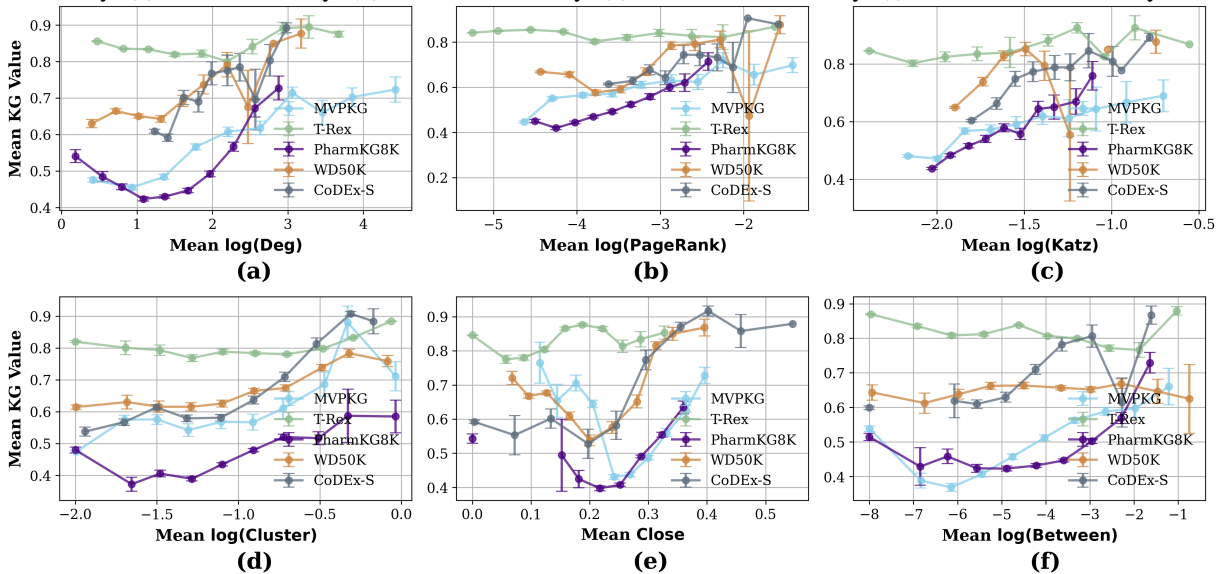 Mean KG Value
0.9
0.8
0.7
0.6
0.5
0.4
0
1
2
3
4
MVPKG
T-Rex
PharmKG8K
WD50K
CoDEx-S
Mean log(Deg)
(a)
0.8
0.6
0.4
0.2
−5
−4
−3
−2
MVPKG
T-Rex
PharmKG8K
WD50K
CoDEx-S
Mean log(PageRank)
(b)
0.8
0.6
0.4
−2.0
−1.5
−1.0
−0.5
MVPKG
T-Rex
PharmKG8K
WD50K
CoDEx-S
Mean log(Katz)
(c)
Mean KG Value
0.9
0.8
0.7
0.6
0.5
0.4
−2.0
−1.5
−1.0
−0.5
0.0
MVPKG
T-Rex
PharmKG8K
WD50K
CoDEx-S
Mean log(Cluster)
(d)
0.9
0.8
0.7
0.6
0.5
0.4
0.0
0.1
0.2
0.3
0.4
0.5
MVPKG
T-Rex
PharmKG8K
WD50K
CoDEx-S
Mean Close
(e)
0.9
0.8
0.7
0.6
0.5
0.4
−8
−7
−6
−5
−4
−3
−2
−1
MVPKG
T-Rex
PharmKG8K
WD50K
CoDEx-S
Mean log(Between)
(f)